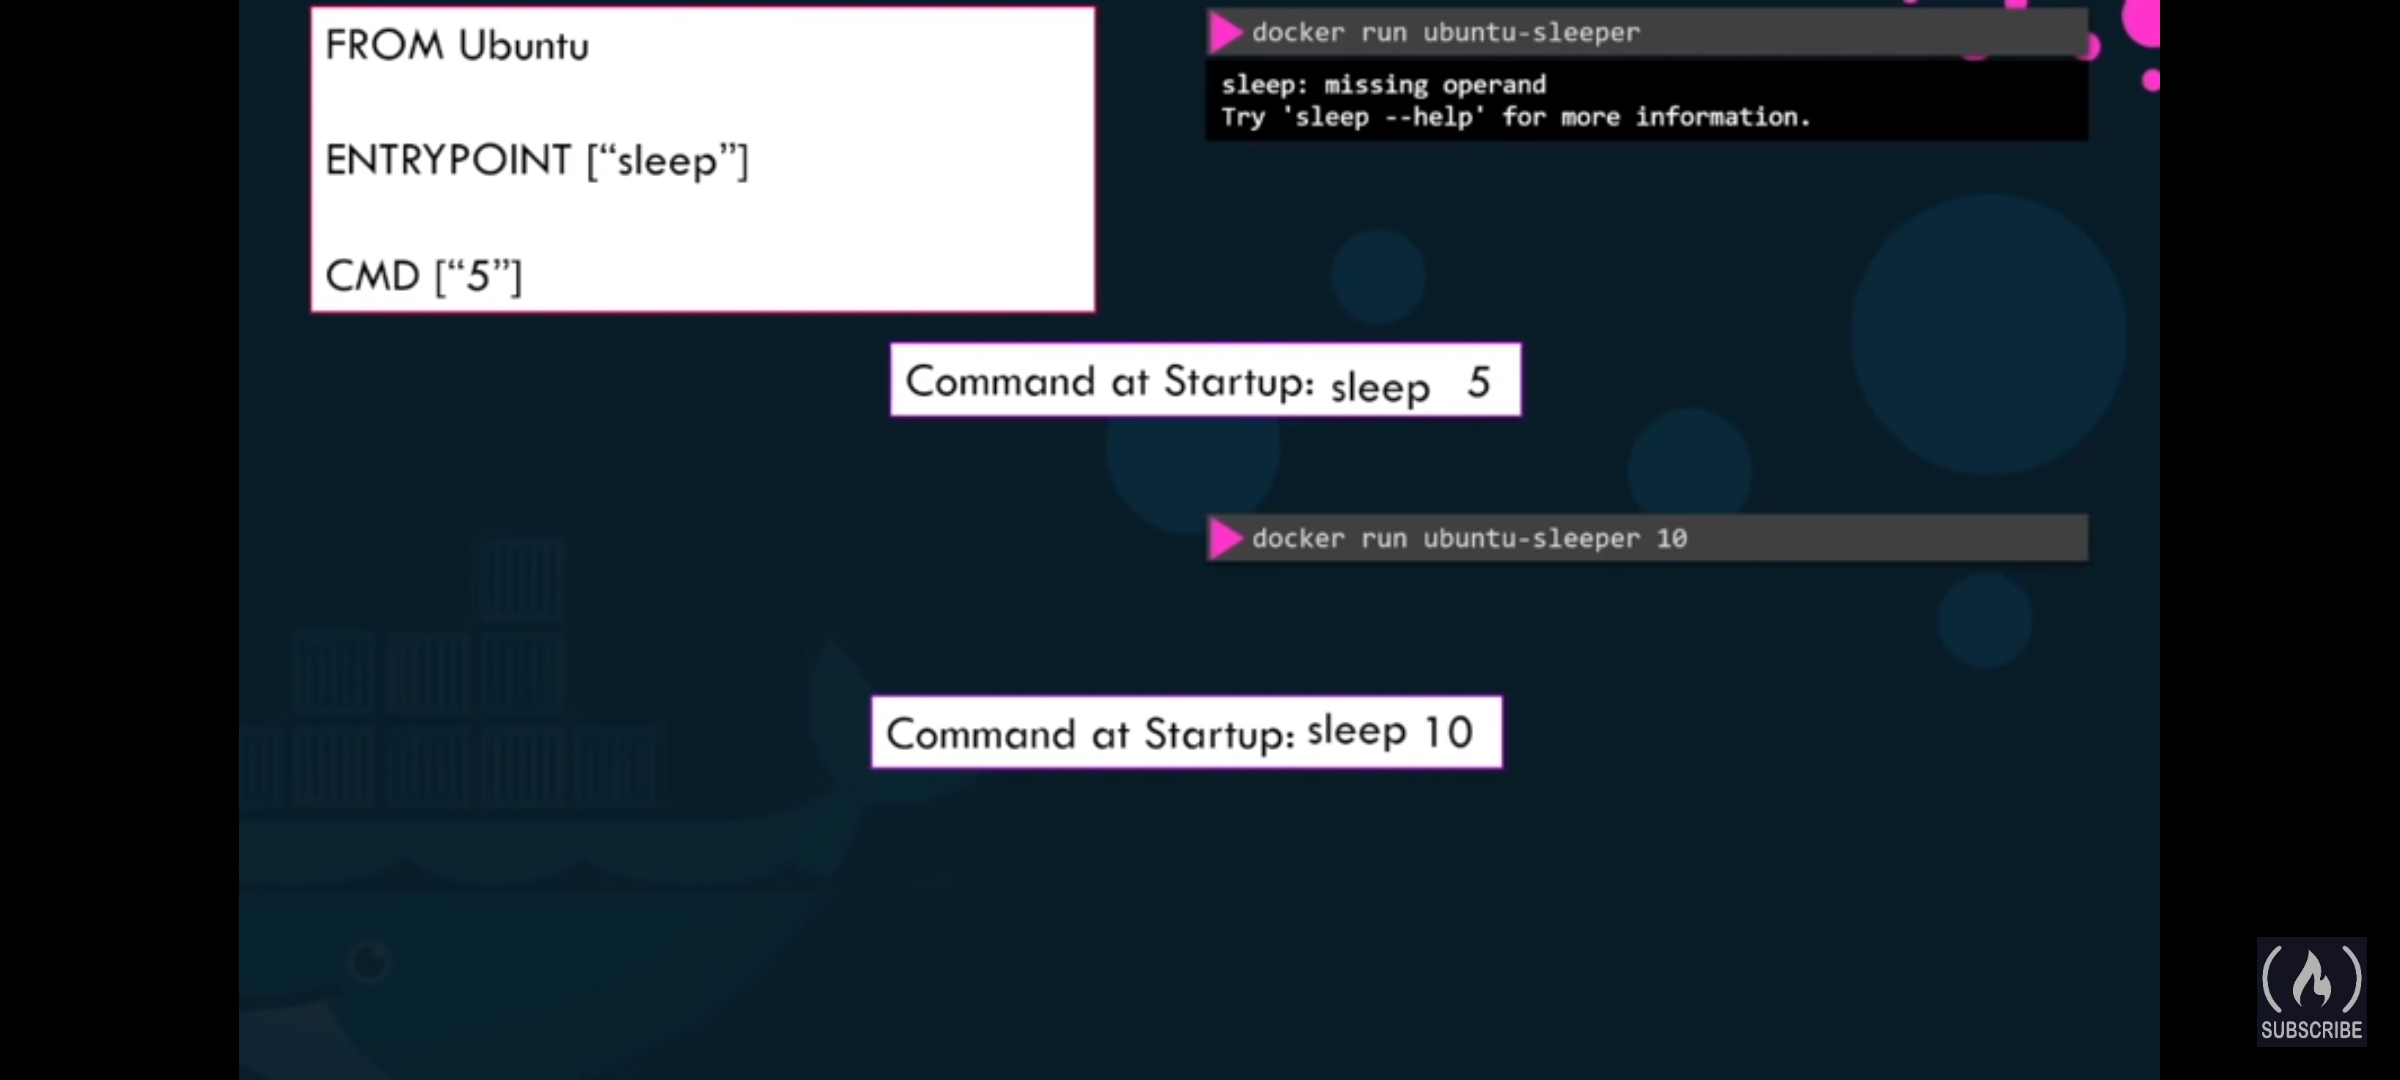 FROM Ubuntu
ENTRYPOINT [“sleep”]
CMD [“5”]
docker run ubuntu-sleeper
sleep: missing operand
Try 'sleep --help' for more information.
Command at Startup: sleep 5
docker run ubuntu-sleeper 10
Command at Startup: sleep 10
SUBSCRIBE